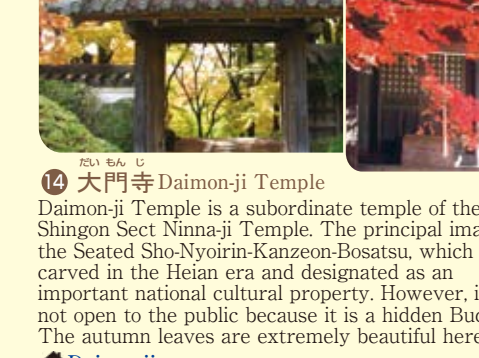 だい もん じ
14 大門寺 Daimon-ji Temple
Daimon-ji Temple is a subordinate temple of the
Shingon Sect Ninna-ji Temple. The principal
the Seated Sho-Nyoirin-Kanzeon-Bosatsu, which
carved in the Heian era and designated as an
important national cultural property. However,
not open to the public because it is a hidden
The autumn leaves are extremely beautiful here